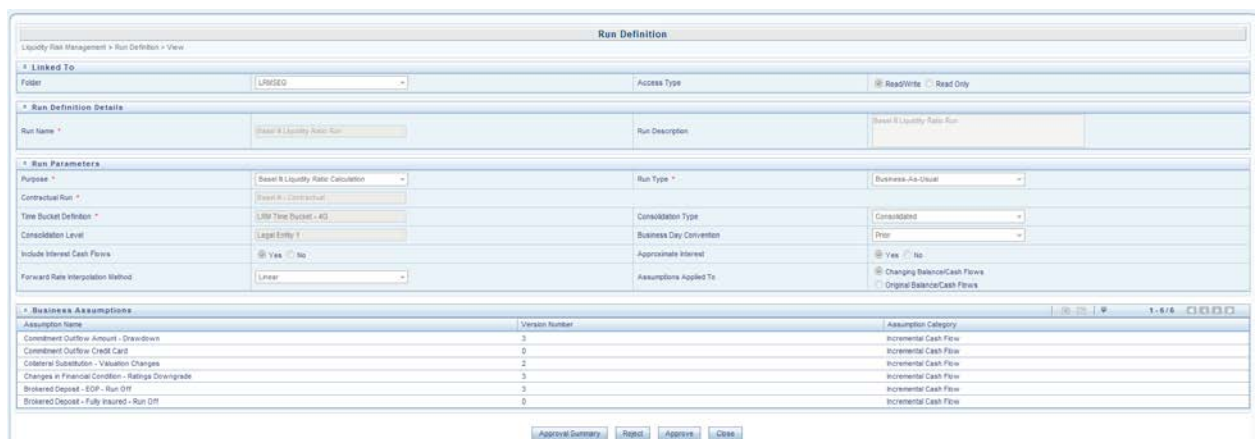 Run Definition
Liquidity Risk Management > Run Definition > View
Linked To
Folder LRMSEG Access Type Read/Write Read Only
Run Definition Details
Run Name * Basel III Liquidity Ratio Run Run Description Basel III Liquidity Ratio Run
Run Parameters
Purpose * Basel III Liquidity Ratio Calculation Run Type * Business-As-Usual
Contractual Run * Basel III - Contractual
Time Bucket Definition * LRM Time Bucket - 4G Consolidation Type Consolidated
Consolidation Level Legal Entity 1 Business Day Convention Prior
Include Interest Cash Flows Yes No Approximate Interest Yes No
Forward Rate Interpolation Method Linear Assumptions Applied To Changing Balance/Cash Flows
Original Balance/Cash Flows
Business Assumptions 1-6/6
Assumption Name Version Number Assumption Category
Commitment Outflow Amount - Drawdown 3 Incremental Cash Flow
Commitment Outflow Credit Card 0 Incremental Cash Flow
Collateral Substitution - Valuation Changes 2 Incremental Cash Flow
Changes in Financial Condition - Ratings Downgrade 3 Incremental Cash Flow
Brokered Deposit - EOP - Run Off 3 Incremental Cash Flow
Brokered Deposit - Fully Insured - Run Off 0 Incremental Cash Flow
Approval Summary Reject Approve Close